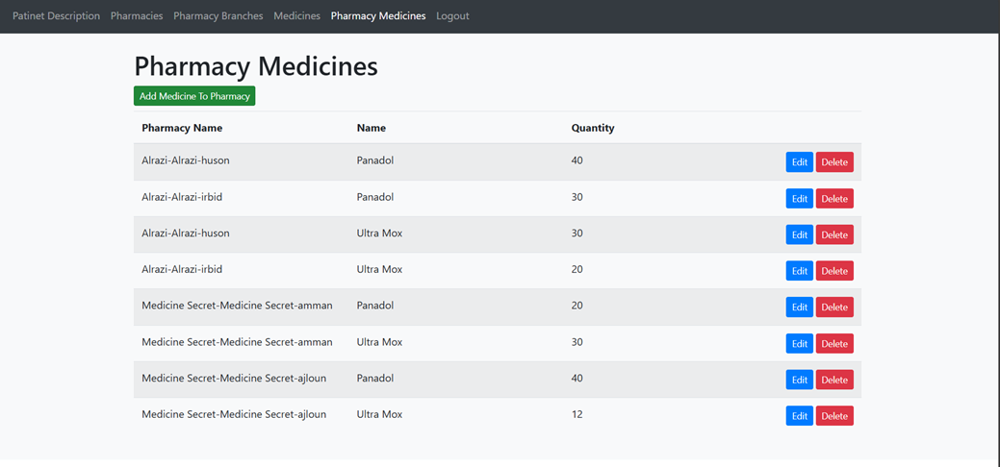 Patinet Description Pharmacies Pharmacy Branches Medicines Pharmacy Medicines Logout
Pharmacy Medicines
Add Medicine To Pharmacy
Pharmacy Name Name Quantity
Alrazi-Alrazi-huson Panadol 40 Edit Delete
Alrazi-Alrazi-irbid Panadol 30 Edit Delete
Alrazi-Alrazi-huson Ultra Mox 30 Edit Delete
Alrazi-Alrazi-irbid Ultra Mox 20 Edit Delete
Medicine Secret-Medicine Secret-amman Panadol 20 Edit Delete
Medicine Secret-Medicine Secret-amman Ultra Mox 30 Edit Delete
Medicine Secret-Medicine Secret-ajloun Panadol 40 Edit Delete
Medicine Secret-Medicine Secret-ajloun Ultra Mox 12 Edit Delete